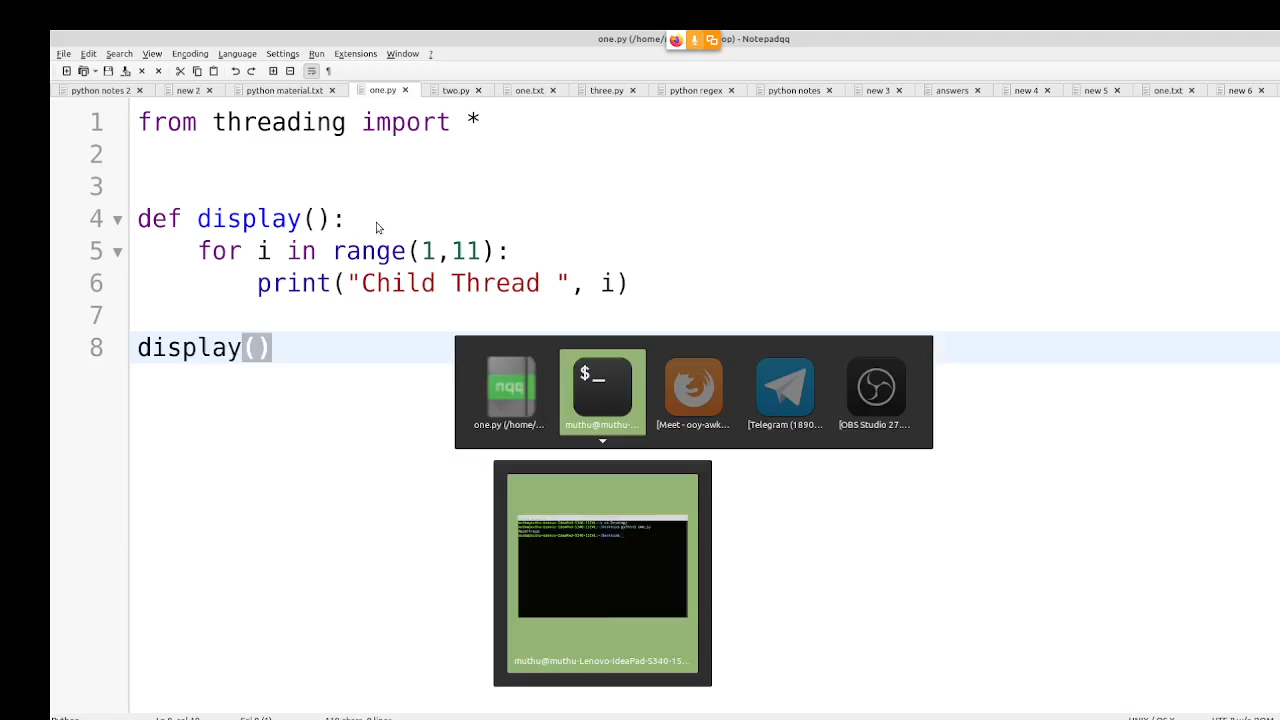 one.py (/home/ op) - Notepadqq
File Edit Search View Encoding Language Settings Run Extensions Window ?
python notes 2 new 2 python material.txt one.py two.py one.txt three.py python regex python notes new 3 answers new 4 new 5 one.txt new 6
1 from threading import *
2
3
4 def display():
5 for i in range(1,11):
6 print("Child Thread ", i)
7
8 display()
nqq
$_
one.py (/home/... muthu@muthu-... [Meet - ooy-awk... [Telegram (1890... [OBS Studio 27....
muthu@muthu-Lenovo-IdeaPad-S340-15...